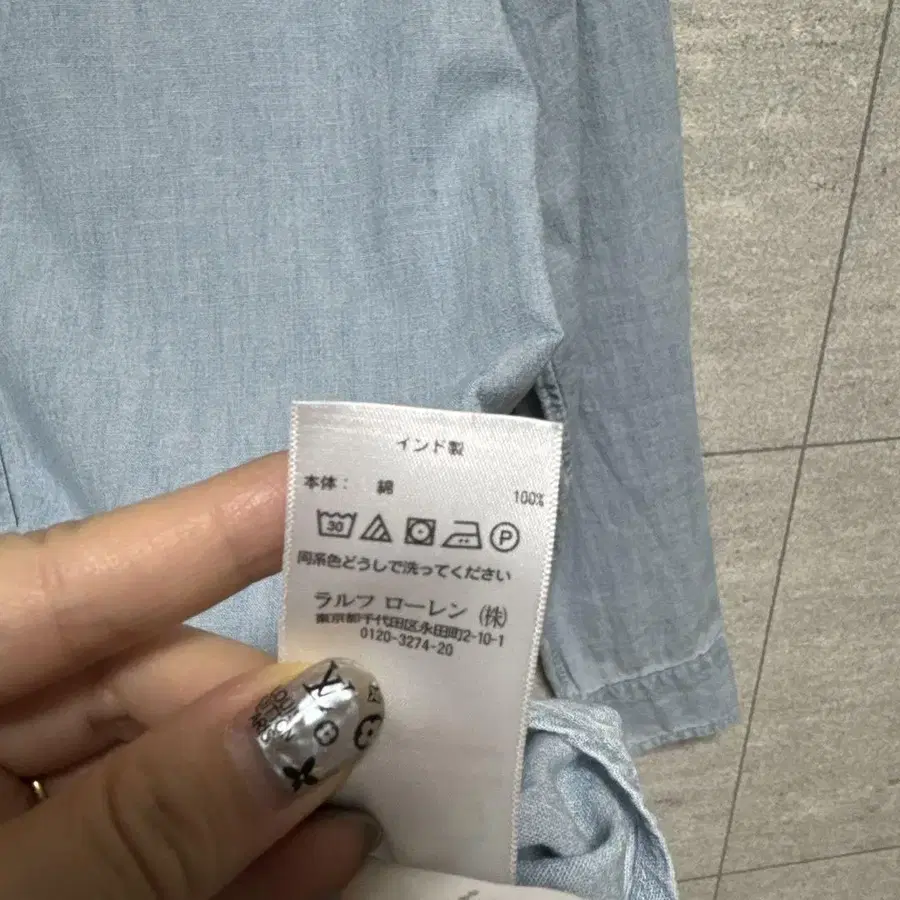 インド製
本体： 綿 100%
30 P
同系色どうしで洗ってください
ラルフ ローレン (株)
東京都千代田区永田町2-10-1
0120-3274-20
LV